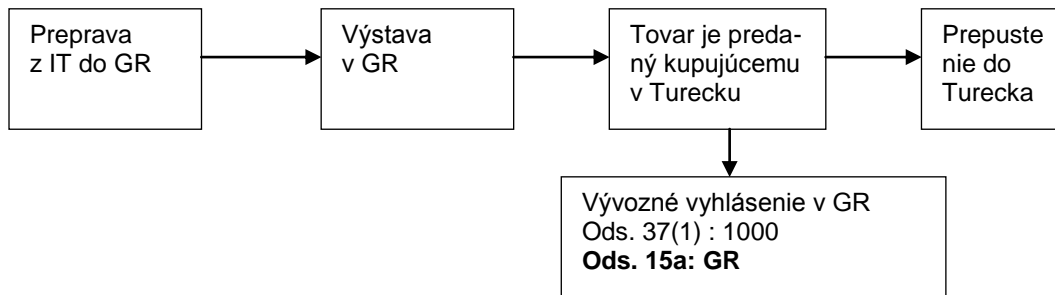 Preprava
z IT do GR
Výstava
v GR
Tovar je preda-
ný kupujúcemu
v Turecku
Prepuste
nie do
Turecka
Vývozné vyhlásenie v GR
Ods. 37(1) : 1000
Ods. 15a: GR